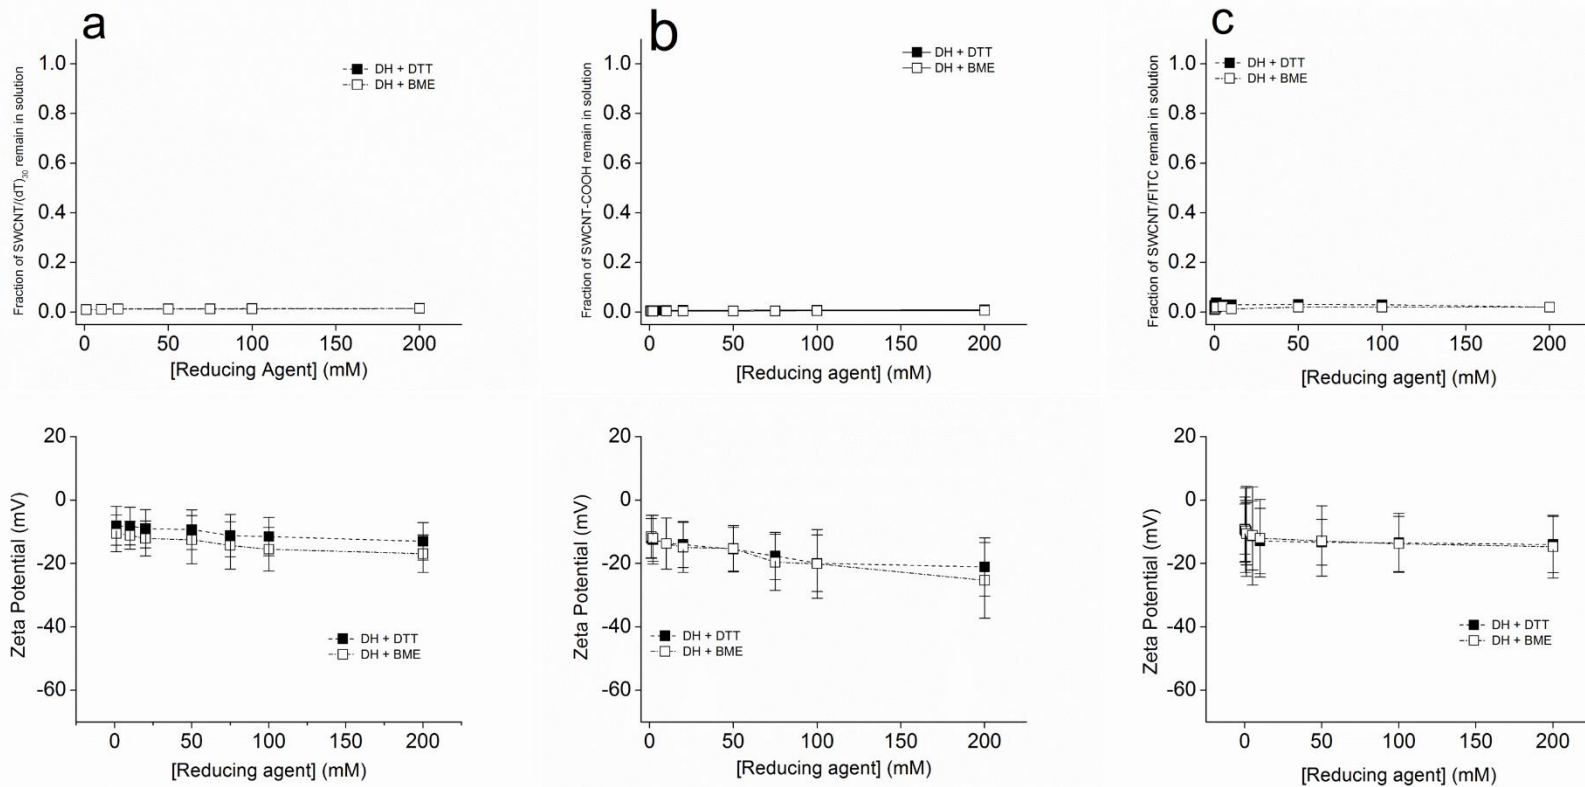 a
Fraction of SWCNT/(dT)30 remain in solution
1.0
0.8
0.6
0.4
0.2
0.0
DH + DTT
DH + BME
0 50 100 150 200
[Reducing Agent] (mM)
b
Fraction of SWCNT-COOH remain in solution
1.0
0.8
0.6
0.4
0.2
0.0
DH + DTT
DH + BME
0 50 100 150 200
[Reducing agent] (mM)
c
Fraction of SWCNT/FITC remain in solution
1.0
0.8
0.6
0.4
0.2
0.0
DH + DTT
DH + BME
0 50 100 150 200
[Reducing agent] (mM)
Zeta Potential (mV)
20
0
-20
-40
-60
DH + DTT
DH + BME
0 50 100 150 200
[Reducing agent] (mM)
Zeta Potential (mV)
20
0
-20
-40
-60
DH + DTT
DH + BME
0 50 100 150 200
[Reducing agent] (mM)
Zeta Potential (mV)
20
0
-20
-40
-60
DH + DTT
DH + BME
0 50 100 150 200
[Reducing agent] (mM)